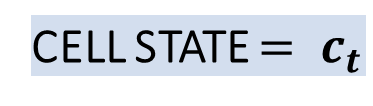 CELL STATE = c_t